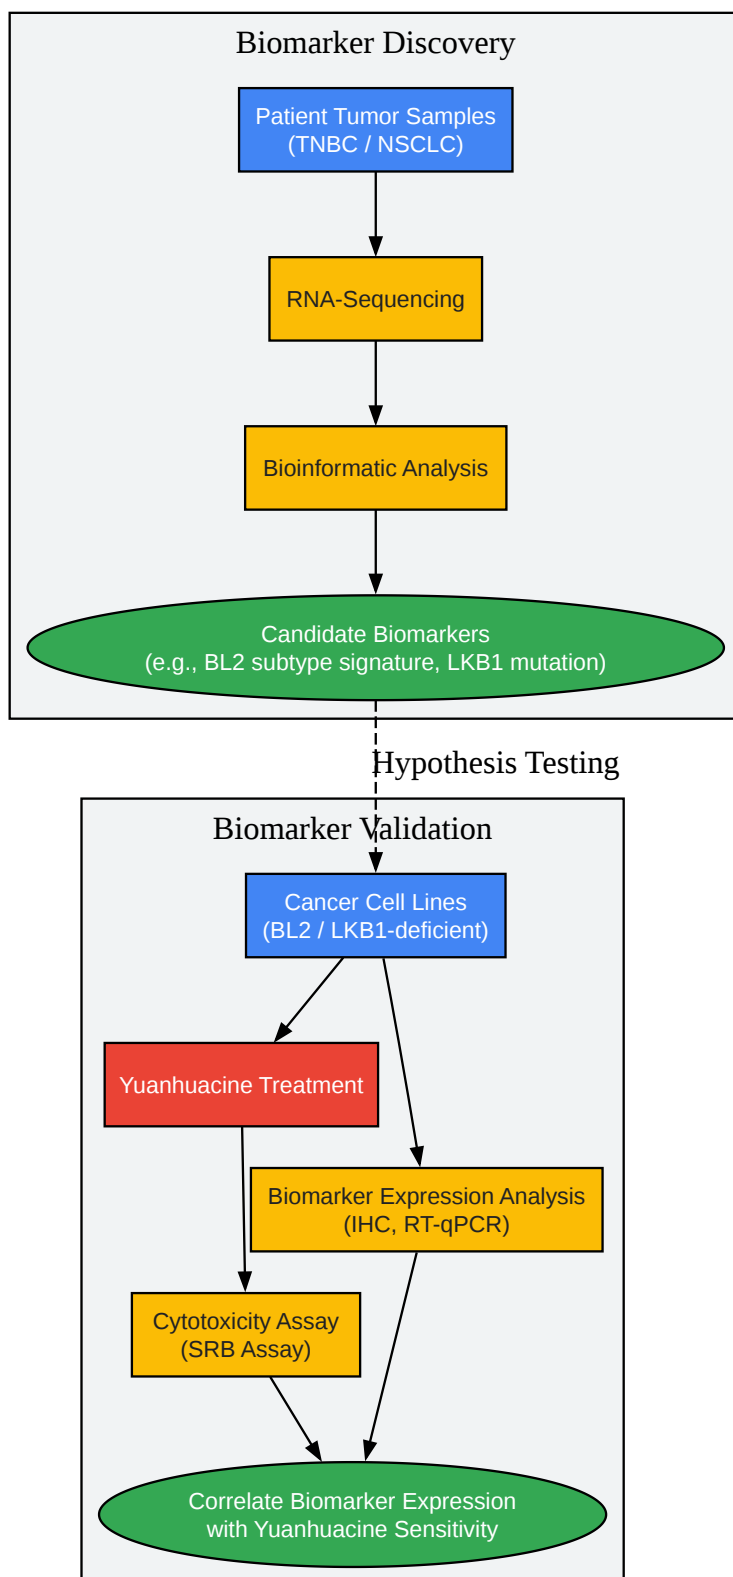 Biomarker Discovery
Patient Tumor Samples
(TNBC / NSCLC)
RNA-Sequencing
Bioinformatic Analysis
Candidate Biomarkers
(e.g., BL2 subtype signature, LKB1 mutation)
Hypothesis Testing
Biomarker Validation
Cancer Cell Lines
(BL2 / LKB1-deficient)
Yuanhuacine Treatment
Biomarker Expression Analysis
(IHC, RT-qPCR)
Cytotoxicity Assay
(SRB Assay)
Correlate Biomarker Expression
with Yuanhuacine Sensitivity